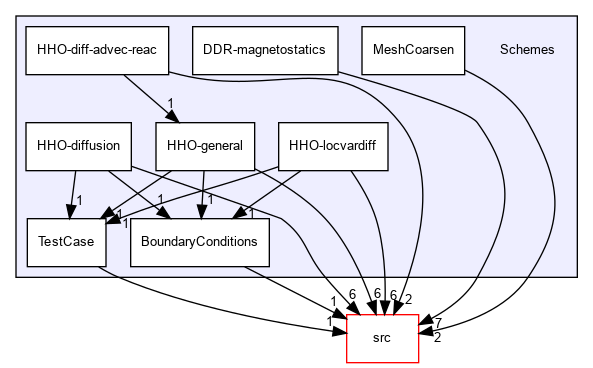 HHO-diff-advec-reac
DDR-magnetostatics
MeshCoarsen
Schemes
1
HHO-diffusion
HHO-general
HHO-locvardiff
1
1
1
1
1
1
TestCase
BoundaryConditions
1
1
6
6
6
2
7
2
src